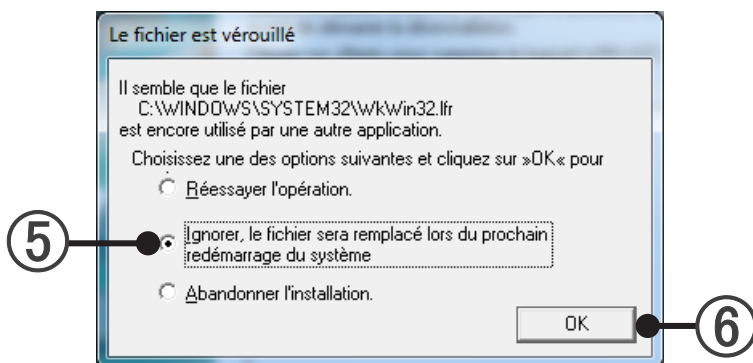 Le fichier est vérouillé
Il semble que le fichier
C:\WINDOWS\SYSTEM32\WkWin32.lfr
est encore utilisé par une autre application.
Choisissez une des options suivantes et cliquez sur »OK« pour
Réessayer l'opération.
5
Ignorer, le fichier sera remplacé lors du prochain
redémarrage du système
Abandonner l'installation.
OK
6